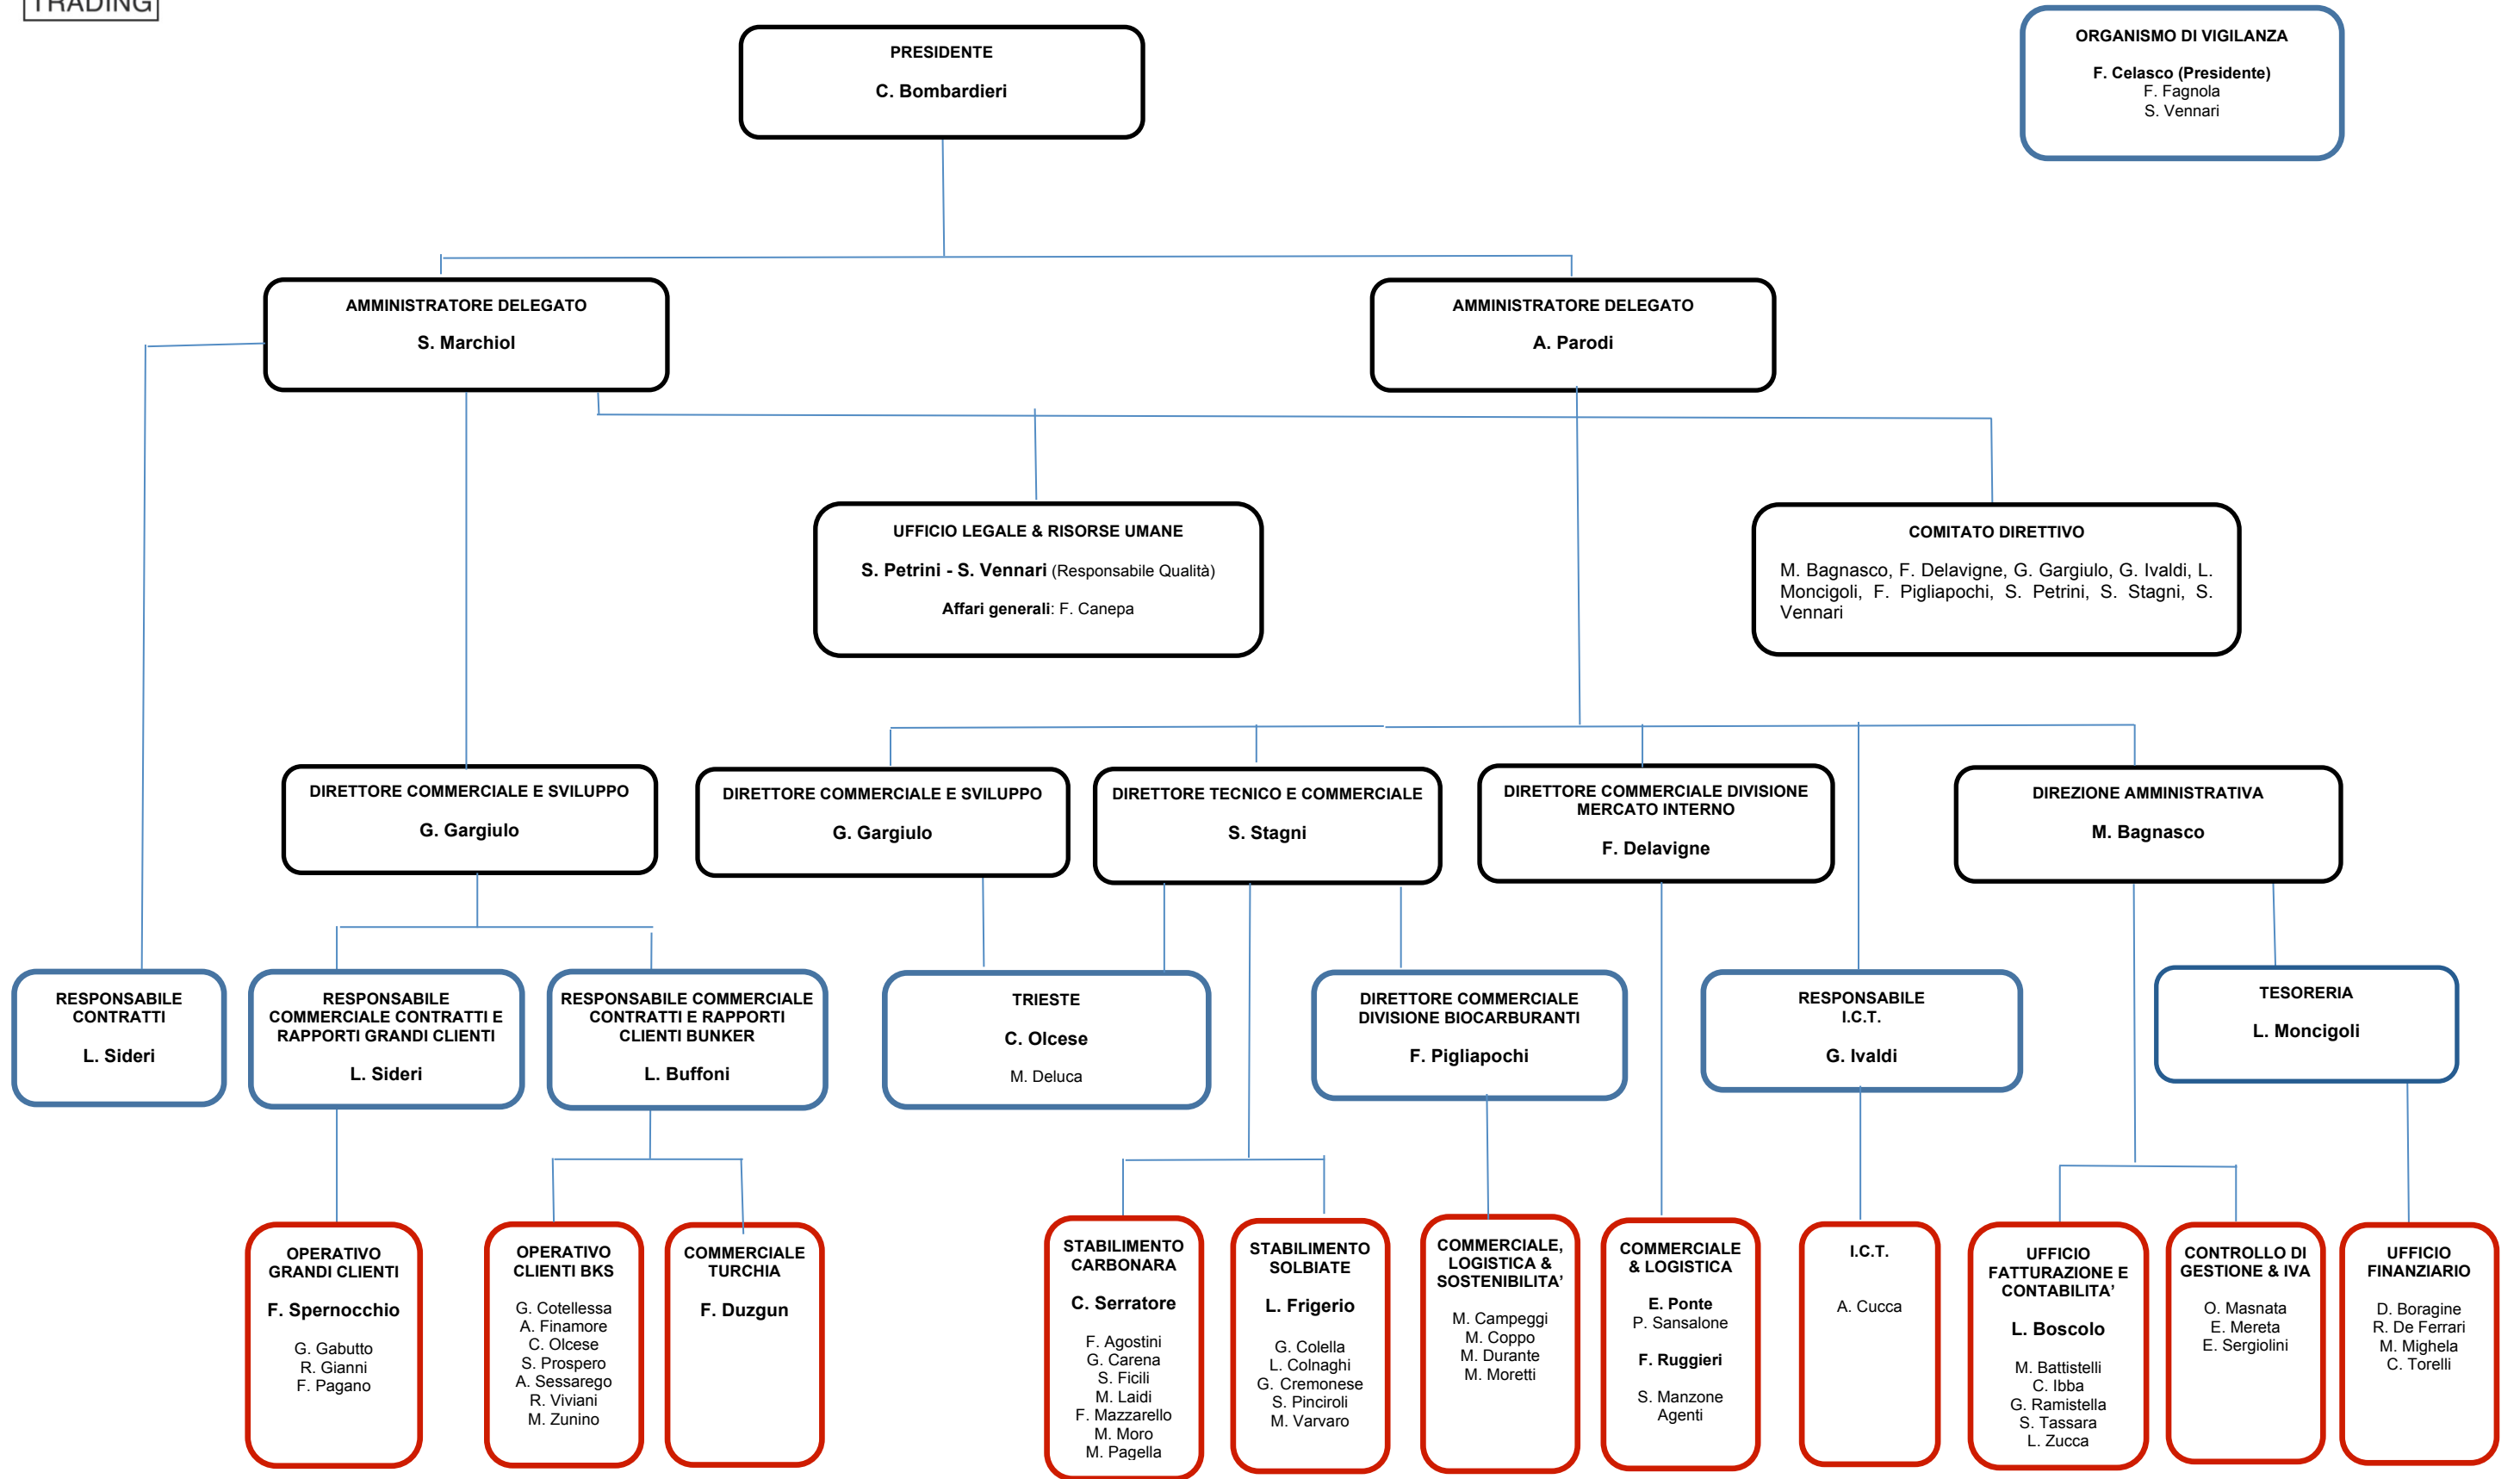 TRADING
PRESIDENTE
C. Bombardieri
ORGANISMO DI VIGILANZA
F. Celasco (Presidente)
F. Fagnola
S. Vennari
AMMINISTRATORE DELEGATO
S. Marchiol
AMMINISTRATORE DELEGATO
A. Parodi
UFFICIO LEGALE & RISORSE UMANE
S. Petrini - S. Vennari (Responsabile Qualità)
Affari generali: F. Canepa
COMITATO DIRETTIVO
M. Bagnasco, F. Delavigne, G. Gargiulo, G. Ivaldi, L.
Moncigoli, F. Pigliapochi, S. Petrini, S. Stagni, S.
Vennari
DIRETTORE COMMERCIALE E SVILUPPO
G. Gargiulo
DIRETTORE COMMERCIALE E SVILUPPO
G. Gargiulo
DIRETTORE TECNICO E COMMERCIALE
S. Stagni
DIRETTORE COMMERCIALE DIVISIONE
MERCATO INTERNO
F. Delavigne
DIREZIONE AMMINISTRATIVA
M. Bagnasco
RESPONSABILE
CONTRATTI
L. Sideri
RESPONSABILE
COMMERCIALE CONTRATTI E
RAPPORTI GRANDI CLIENTI
L. Sideri
RESPONSABILE COMMERCIALE
CONTRATTI E RAPPORTI
CLIENTI BUNKER
L. Buffoni
TRIESTE
C. Olcese
M. Deluca
DIRETTORE COMMERCIALE
DIVISIONE BIOCARBURANTI
F. Pigliapochi
RESPONSABILE
I.C.T.
G. Ivaldi
TESORERIA
L. Moncigoli
OPERATIVO
GRANDI CLIENTI
F. Spernocchio
G. Gabutto
R. Gianni
F. Pagano
OPERATIVO
CLIENTI BKS
G. Cotellessa
A. Finamore
C. Olcese
S. Prospero
A. Sessarego
R. Viviani
M. Zunino
COMMERCIALE
TURCHIA
F. Duzgun
STABILIMENTO
CARBONARA
C. Serratore
F. Agostini
G. Carena
S. Ficili
M. Laidi
F. Mazzarello
M. Moro
M. Pagella
STABILIMENTO
SOLBIATE
L. Frigerio
G. Colella
L. Colnaghi
G. Cremonese
S. Pinciroli
M. Varvaro
COMMERCIALE,
LOGISTICA &
SOSTENIBILITA’
M. Campeggi
M. Coppo
M. Durante
M. Moretti
COMMERCIALE
& LOGISTICA
E. Ponte
P. Sansalone
F. Ruggieri
S. Manzone
Agenti
I.C.T.
A. Cucca
UFFICIO
FATTURAZIONE E
CONTABILITA’
L. Boscolo
M. Battistelli
C. Ibba
G. Ramistella
S. Tassara
L. Zucca
CONTROLLO DI
GESTIONE & IVA
O. Masnata
E. Mereta
E. Sergiolini
UFFICIO
FINANZIARIO
D. Boragine
R. De Ferrari
M. Mighela
C. Torelli